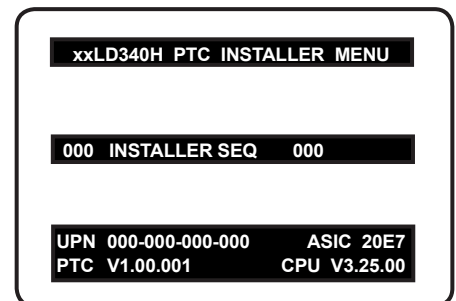 xxLD340H PTC INSTALLER MENU
000 INSTALLER SEQ 000
UPN 000-000-000-000 ASIC 20E7
PTC V1.00.001 CPU V3.25.00